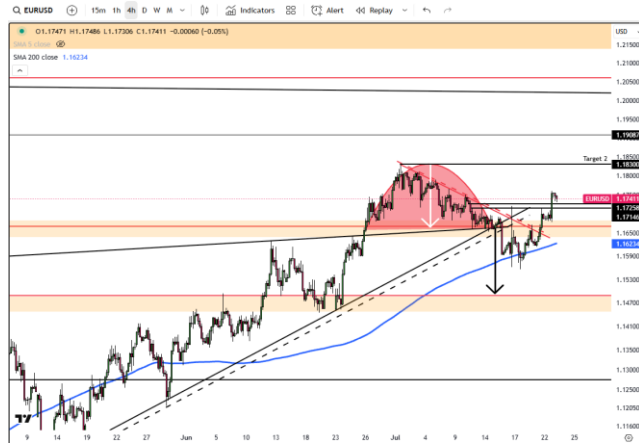 EURUSD 15m 1h 4h D W M Indicators Alert Replay
O1.17471 H1.17486 L1.17306 C1.17411 -0.00060 (-0.05%)
SMA 5 close
SMA 200 close 1.16234
USD
1.21500
1.21000
1.20500
1.20000
1.19500
1.19087
1.18500
Target 2
1.18300
EURUSD 1.17411
1.17258
1.17146
1.16500
1.16234
1.15900
1.15300
1.14700
1.14100
1.13500
1.13000
1.12500
1.12050
1.11600
9 14 19 22 27 Jun 5 10 13 18 23 26 Jul 4 9 14 17 22 25